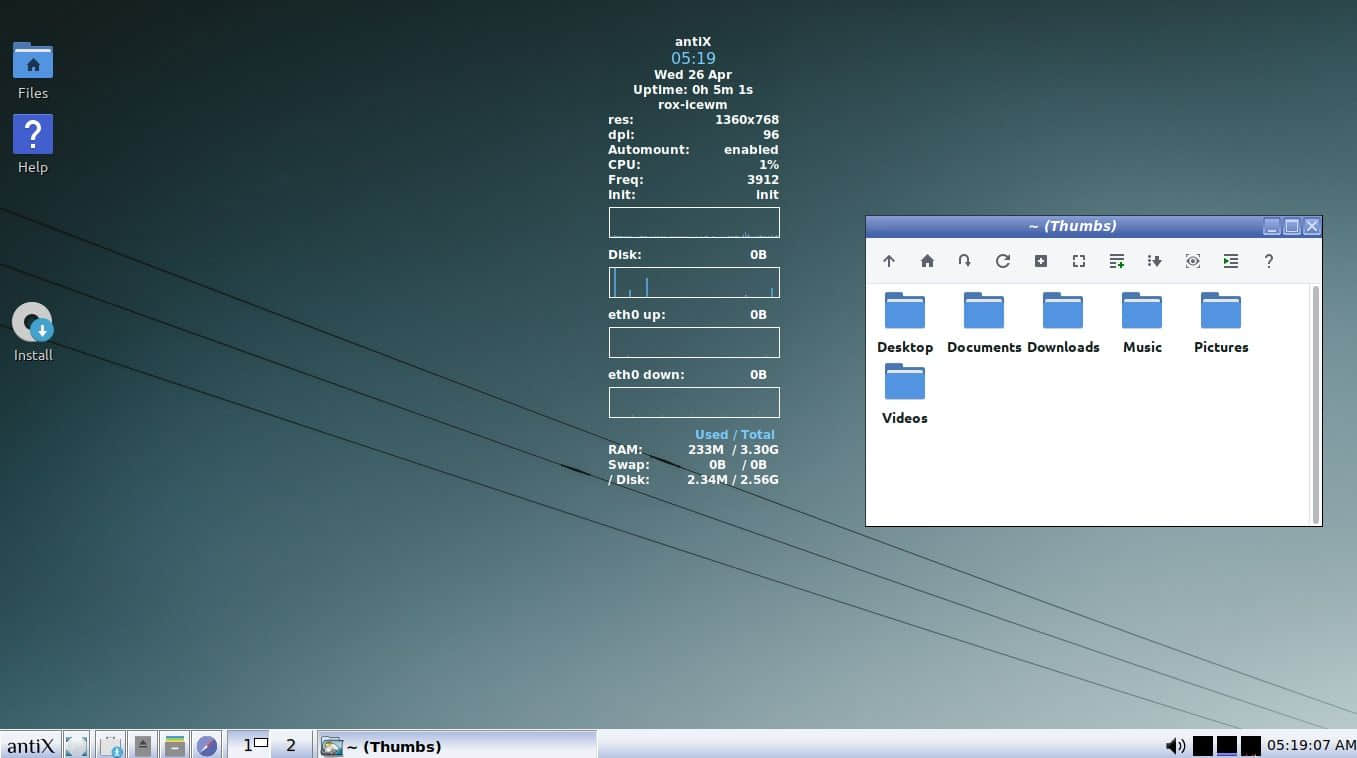 Files
Help
Install
antiX
05:19
Wed 26 Apr
Uptime: 0h 5m 1s
rox-icewm
res: 1360x768
dpi: 96
Automount: enabled
CPU: 1%
Freq: 3912
Init: init
Disk: 0B
eth0 up: 0B
eth0 down: 0B
Used / Total
RAM: 233M / 3.30G
Swap: 0B / 0B
/ Disk: 2.34M / 2.56G
~ (Thumbs)
?
Desktop Documents Downloads Music Pictures
Videos
antiX 1 2 ~ (Thumbs) 05:19:07 AM